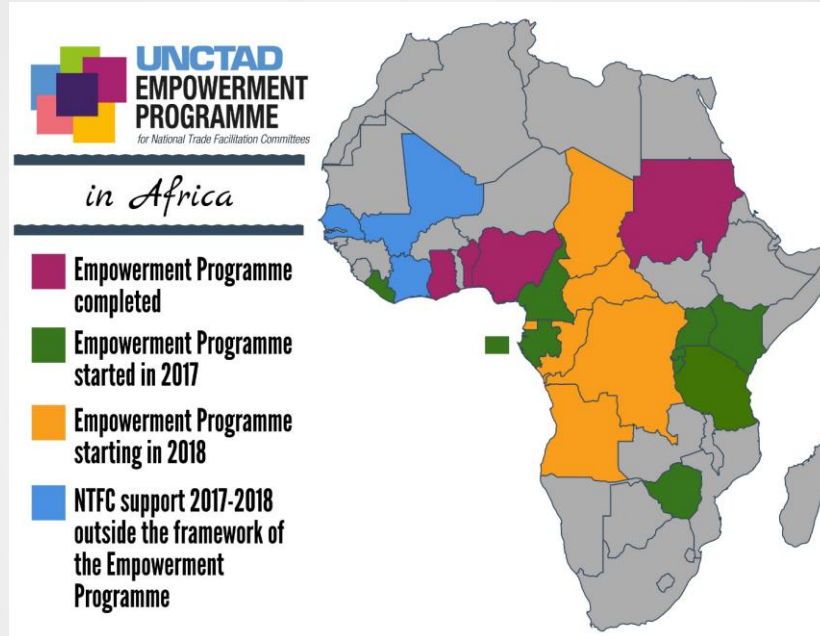 UNCTAD
EMPOWERMENT
PROGRAMME
for National Trade Facilitation Committees
in Africa
Empowerment Programme
completed
Empowerment Programme
started in 2017
Empowerment Programme
starting in 2018
NTFC support 2017-2018
outside the framework of
the Empowerment
Programme